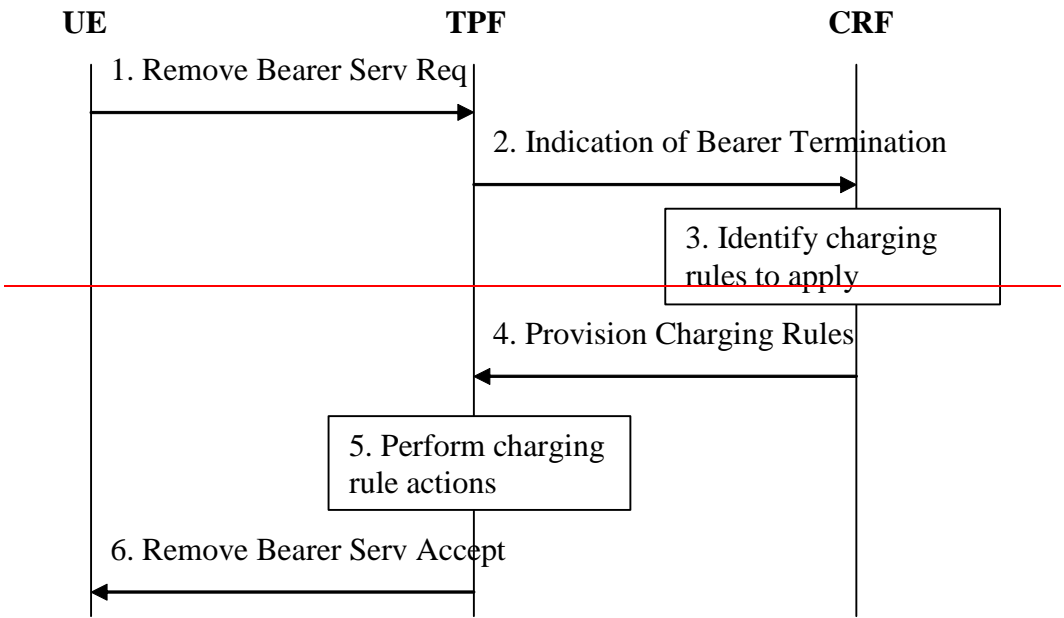 UE TPF CRF
1. Remove Bearer Serv Req
2. Indication of Bearer Termination
3. Identify charging
rules to apply
4. Provision Charging Rules
5. Perform charging
rule actions
6. Remove Bearer Serv Accept